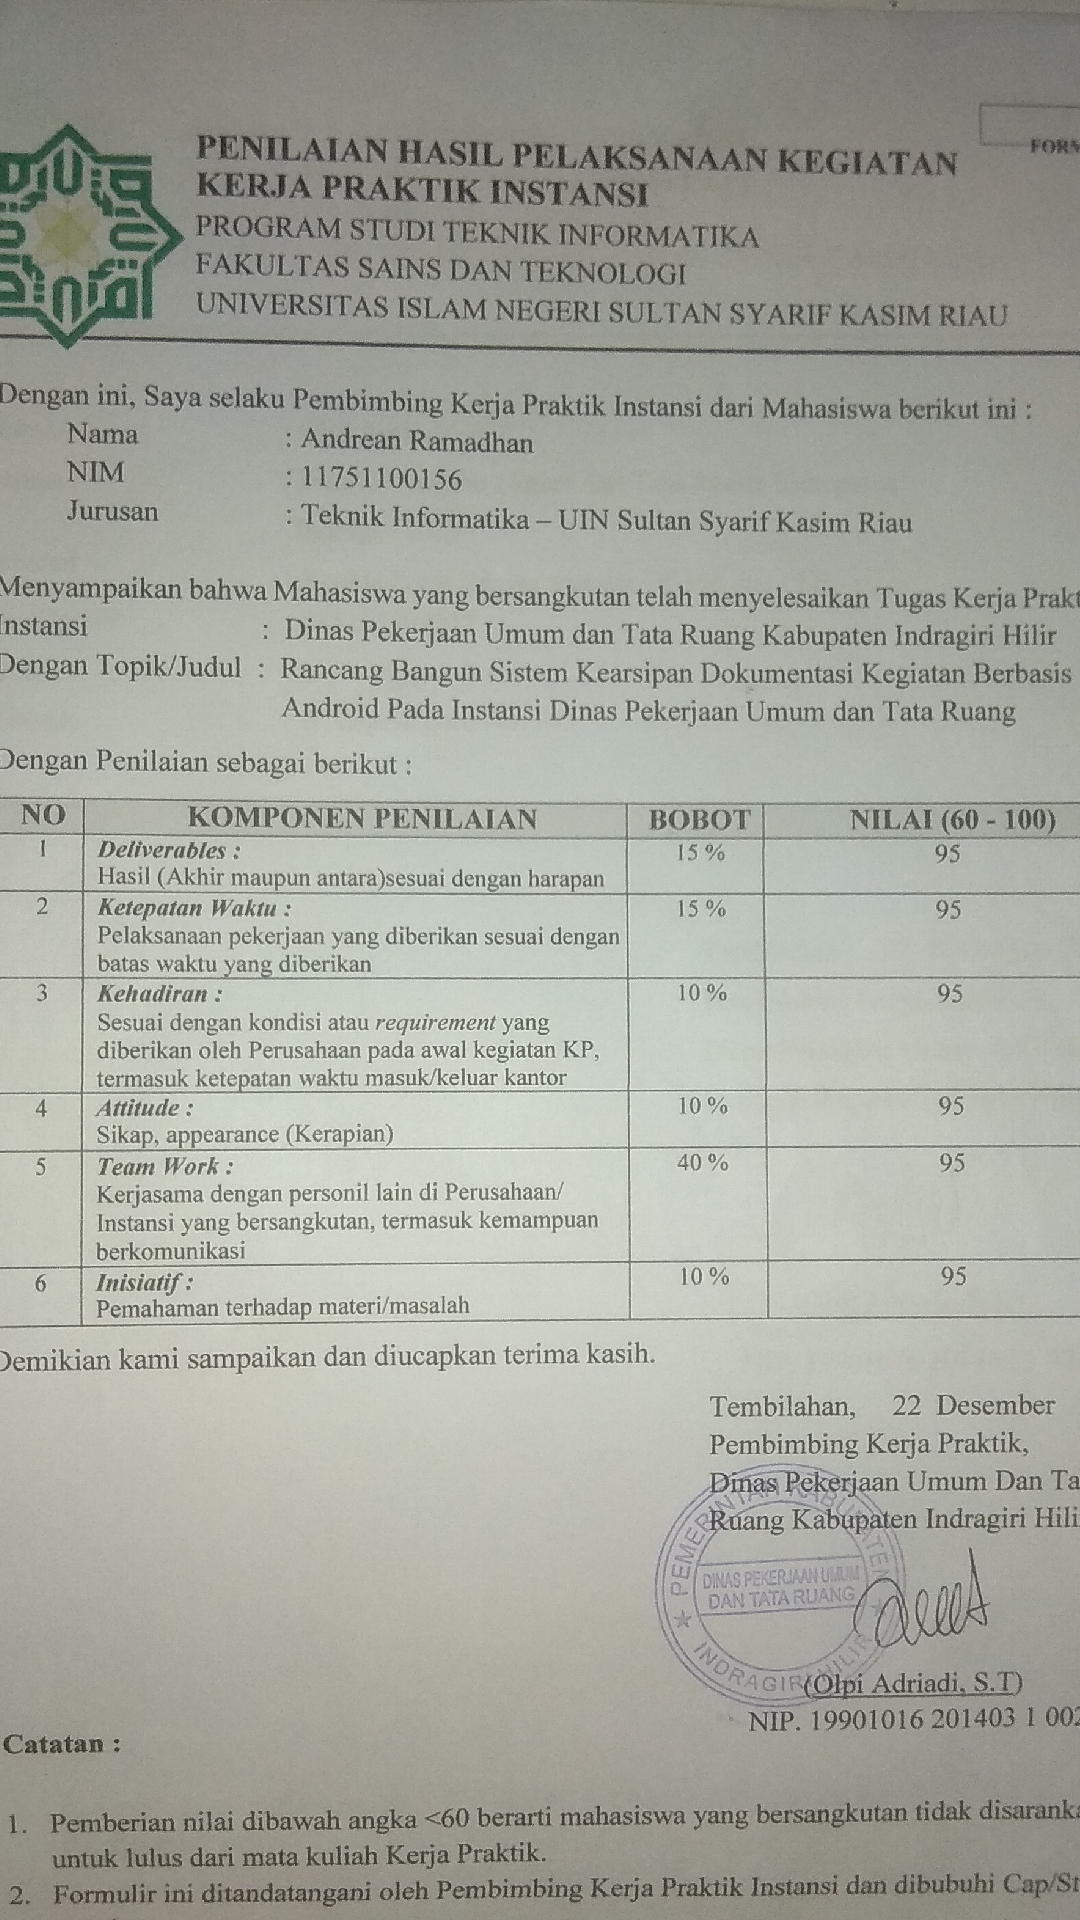 FORM
PENILAIAN HASIL PELAKSANAAN KEGIATAN
KERJA PRAKTIK INSTANSI
PROGRAM STUDI TEKNIK INFORMATIKA
FAKULTAS SAINS DAN TEKNOLOGI
UNIVERSITAS ISLAM NEGERI SULTAN SYARIF KASIM RIAU
Dengan ini, Saya selaku Pembimbing Kerja Praktik Instansi dari Mahasiswa berikut ini :
Nama : Andrean Ramadhan
NIM : 11751100156
Jurusan : Teknik Informatika – UIN Sultan Syarif Kasim Riau
Menyampaikan bahwa Mahasiswa yang bersangkutan telah menyelesaikan Tugas Kerja Prakt
Instansi : Dinas Pekerjaan Umum dan Tata Ruang Kabupaten Indragiri Hilir
Dengan Topik/Judul : Rancang Bangun Sistem Kearsipan Dokumentasi Kegiatan Berbasis
Android Pada Instansi Dinas Pekerjaan Umum dan Tata Ruang
Dengan Penilaian sebagai berikut :
NO KOMPONEN PENILAIAN BOBOT NILAI (60 - 100)
1 Deliverables : 15 % 95
Hasil (Akhir maupun antara)sesuai dengan harapan
2 Ketepatan Waktu : 15 % 95
Pelaksanaan pekerjaan yang diberikan sesuai dengan
batas waktu yang diberikan
3 Kehadiran : 10 % 95
Sesuai dengan kondisi atau requirement yang
diberikan oleh Perusahaan pada awal kegiatan KP,
termasuk ketepatan waktu masuk/keluar kantor
4 Attitude : 10 % 95
Sikap, appearance (Kerapian)
5 Team Work : 40 % 95
Kerjasama dengan personil lain di Perusahaan/
Instansi yang bersangkutan, termasuk kemampuan
berkomunikasi
6 Inisiatif : 10 % 95
Pemahaman terhadap materi/masalah
Demikian kami sampaikan dan diucapkan terima kasih.
Tembilahan, 22 Desember
Pembimbing Kerja Praktik,
Dinas Pekerjaan Umum Dan Ta
Ruang Kabupaten Indragiri Hili
PEMERINTAH KABUPATEN
DINAS PEKERJAAN UMUM
DAN TATA RUANG
INDRAGIRI HILIR
(Olpi Adriadi, S.T)
NIP. 19901016 201403 1 002
Catatan :
1. Pemberian nilai dibawah angka <60 berarti mahasiswa yang bersangkutan tidak disaranka
untuk lulus dari mata kuliah Kerja Praktik.
2. Formulir ini ditandatangani oleh Pembimbing Kerja Praktik Instansi dan dibubuhi Cap/St